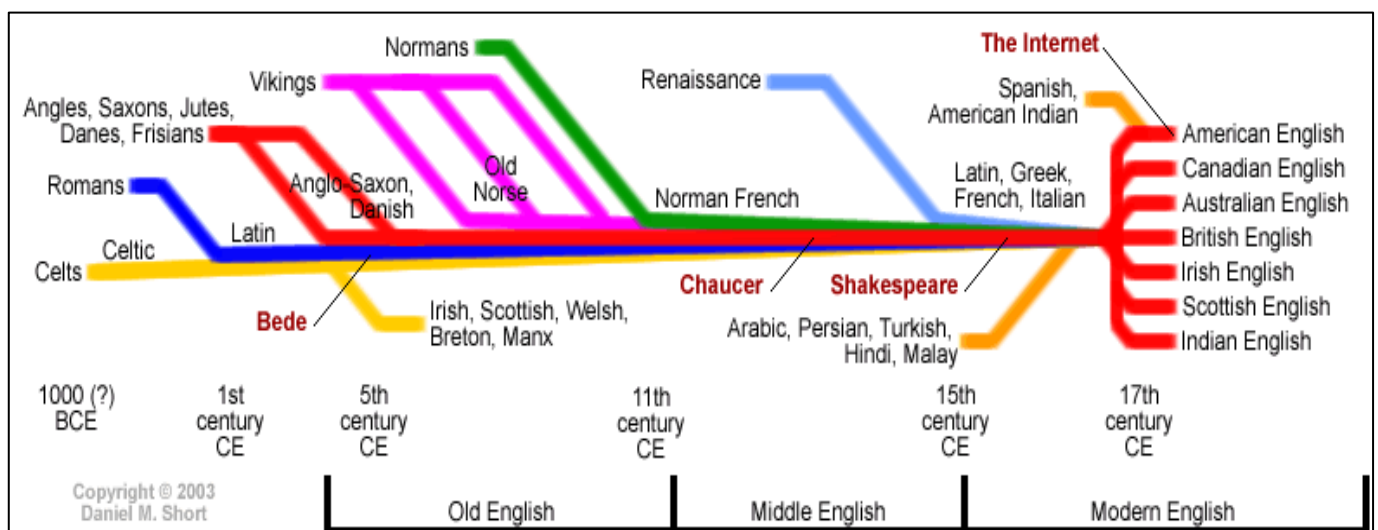 Normans
The Internet
Vikings
Renaissance
Spanish,
American Indian
Angles, Saxons, Jutes,
Danes, Frisians
American English
Romans
Anglo-Saxon,
Danish
Old
Norse
Norman French
Latin, Greek,
French, Italian
Canadian English
Australian English
Celtic
Latin
British English
Celts
Bede
Irish, Scottish, Welsh,
Breton, Manx
Chaucer
Shakespeare
Arabic, Persian, Turkish,
Hindi, Malay
Irish English
Scottish English
Indian English
1000 (?)
BCE
1st
century
CE
5th
century
CE
11th
century
CE
15th
century
CE
17th
century
CE
Copyright © 2003
Daniel M. Short
Old English
Middle English
Modern English